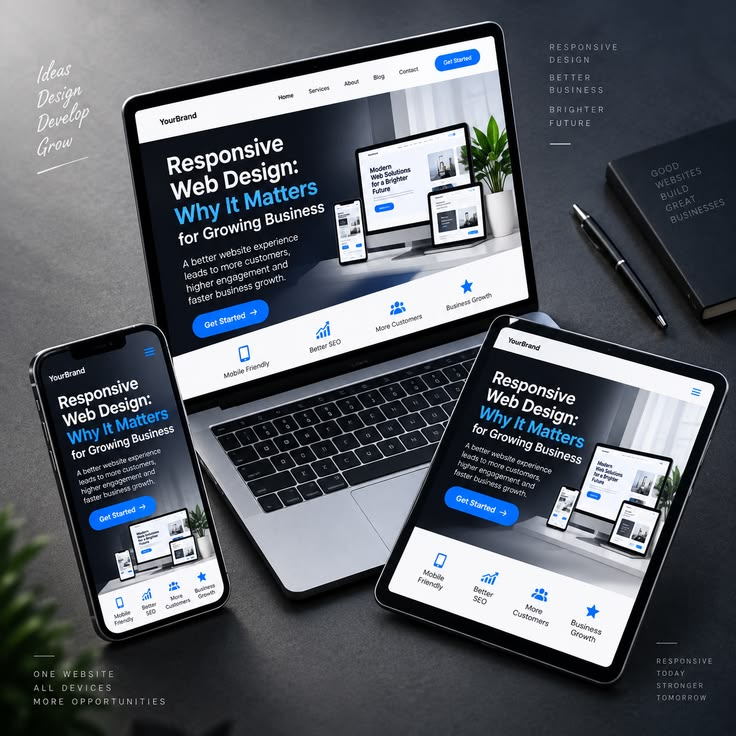 Ideas
Design
Develop
Grow
RESPONSIVE
DESIGN
BETTER
BUSINESS
BRIGHTER
FUTURE
GOOD
WEBSITES
BUILD
GREAT
BUSINESSES
YourBrand
Home Services About Blog Contact Get Started
Responsive
Web Design:
Why It Matters
for Growing Business
A better website experience
leads to more customers,
higher engagement and
faster business growth.
Get Started →
Modern
Web Solutions
for a Brighter
Future
Mobile Friendly
Better SEO
More Customers
Business Growth
YourBrand
Responsive
Web Design:
Why It Matters
for Growing Business
A better website experience
leads to more customers,
higher engagement and
faster business growth.
Get Started →
Modern
Web Solutions
for a Brighter
Future
Mobile
Friendly
Better
SEO
More
Customers
Business
Growth
YourBrand
Responsive
Web Design:
Why It Matters
for Growing Business
A better website experience
leads to more customers,
higher engagement and
faster business growth.
Get Started →
Modern
Web Solutions
for a Brighter
Future
Mobile
Friendly
Better
SEO
More
Customers
Business
Growth
ONE WEBSITE
ALL DEVICES
MORE OPPORTUNITIES
RESPONSIVE
TODAY
STRONGER
TOMORROW